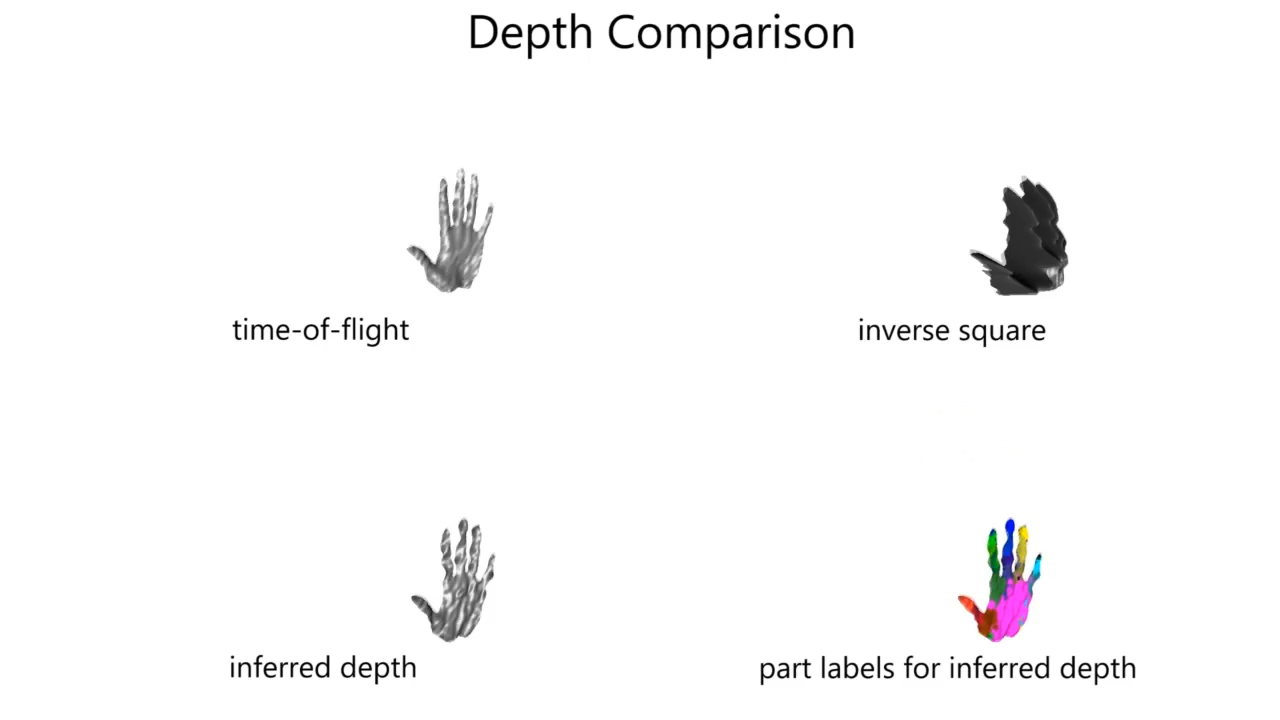 Depth Comparison
time-of-flight
inverse square
inferred depth
part labels for inferred depth